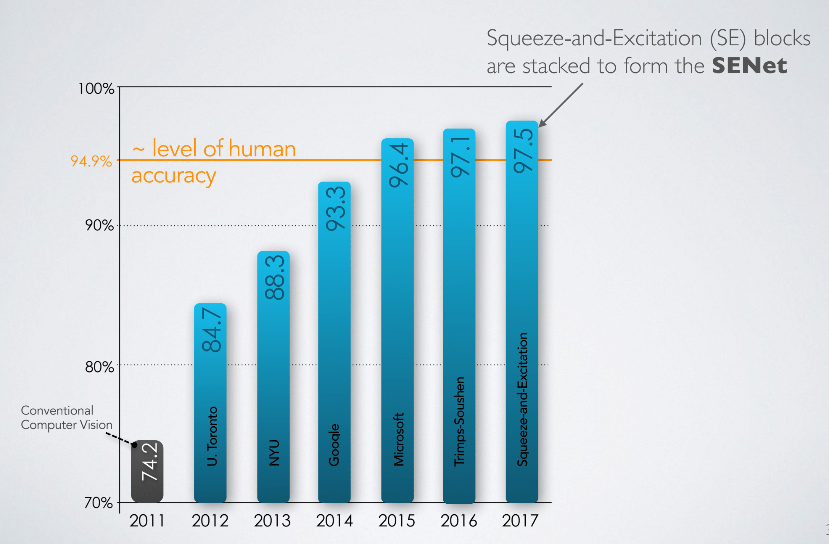 Squeeze-and-Excitation (SE) blocks
are stacked to form the SENet
100%
94.9%
~ level of human
accuracy
90%
80%
70%
Conventional
Computer Vision
74.2
84.7
U. Toronto
88.3
NYU
93.3
Google
96.4
Microsoft
97.1
Trimps-Soushen
97.5
Squeeze-and-Excitation
2011 2012 2013 2014 2015 2016 2017